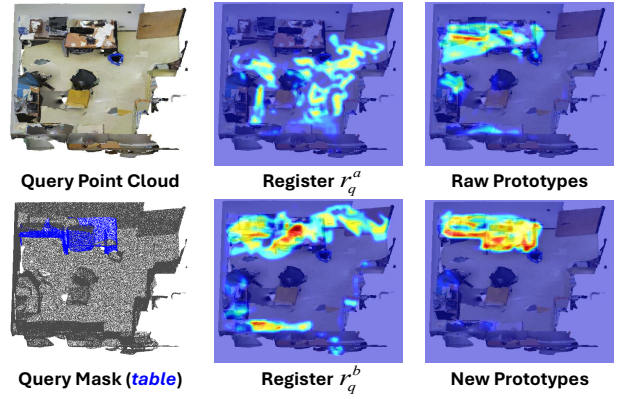 Query Point Cloud
Register $r_q^a$
Raw Prototypes
Query Mask (table)
Register $r_q^b$
New Prototypes